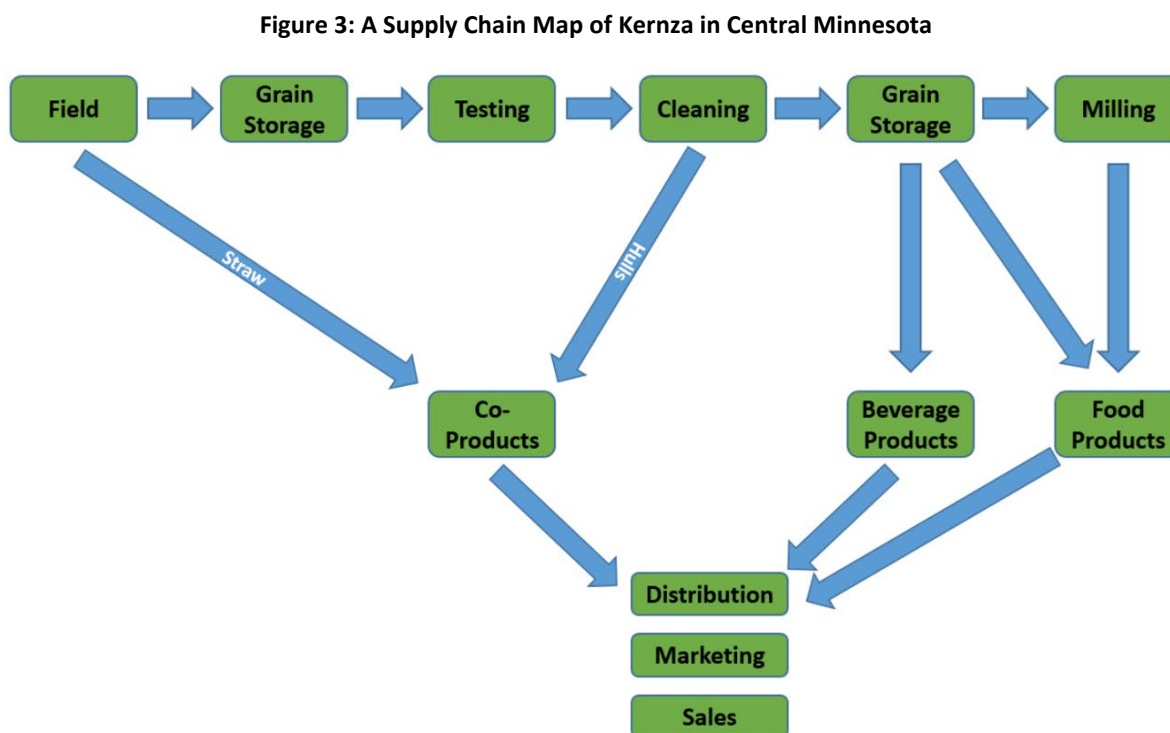 Figure 3: A Supply Chain Map of Kernza in Central Minnesota
Field
Grain
Storage
Testing
Cleaning
Grain
Storage
Milling
Straw
Hulls
Co-
Products
Beverage
Products
Food
Products
Distribution
Marketing
Sales